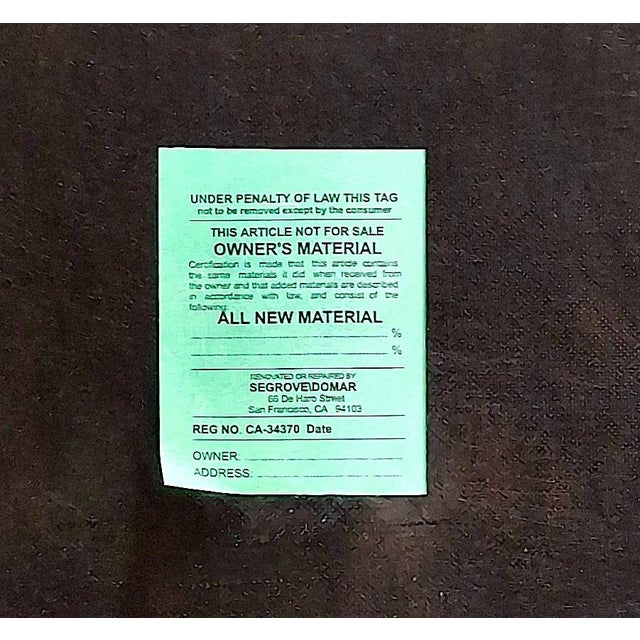 UNDER PENALTY OF LAW THIS TAG
not to be removed except by the consumer
THIS ARTICLE NOT FOR SALE
OWNER'S MATERIAL
Certification is made that this article contains
the same materials it did when received from
the owner and that added materials are described
in accordance with law, and consist of the
following:
ALL NEW MATERIAL
%
%
RENOVATED OR REPAIRED BY
SEGROVE\DOMAR
66 De Haro Street
San Francisco, CA 94103
REG NO. CA-34370 Date
OWNER:
ADDRESS: